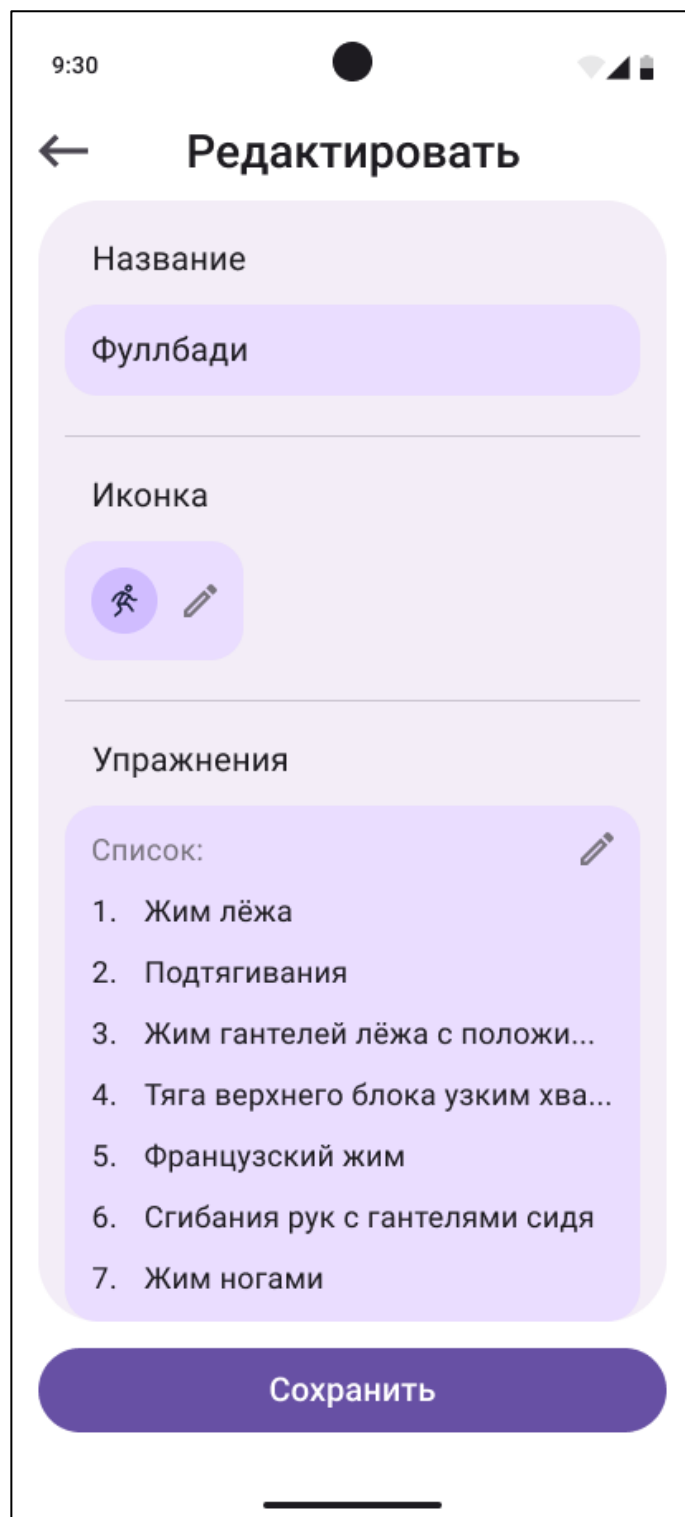 9:30
Редактировать
Название
Фуллбади
Иконка
Упражнения
Список:
1. Жим лёжа
2. Подтягивания
3. Жим гантелей лёжа с положи...
4. Тяга верхнего блока узким хва...
5. Французский жим
6. Сгибания рук с гантелями сидя
7. Жим ногами
Сохранить